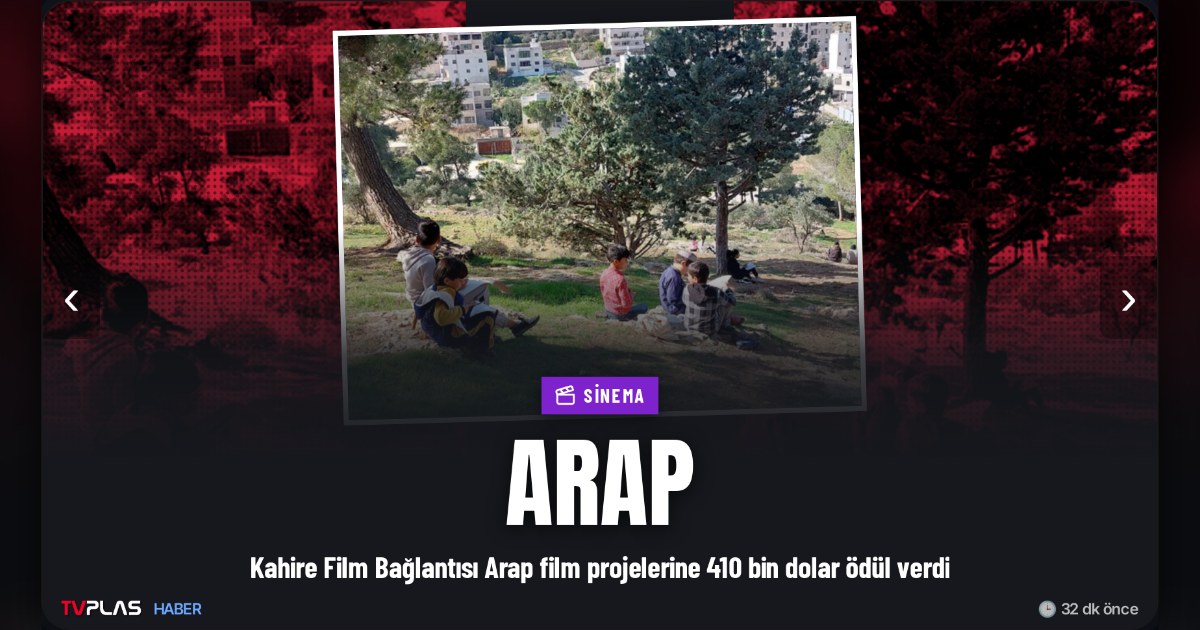 SİNEMA
ARAP
Kahire Film Bağlantısı Arap film projelerine 410 bin dolar ödül verdi
TVPLAS HABER
32 dk önce